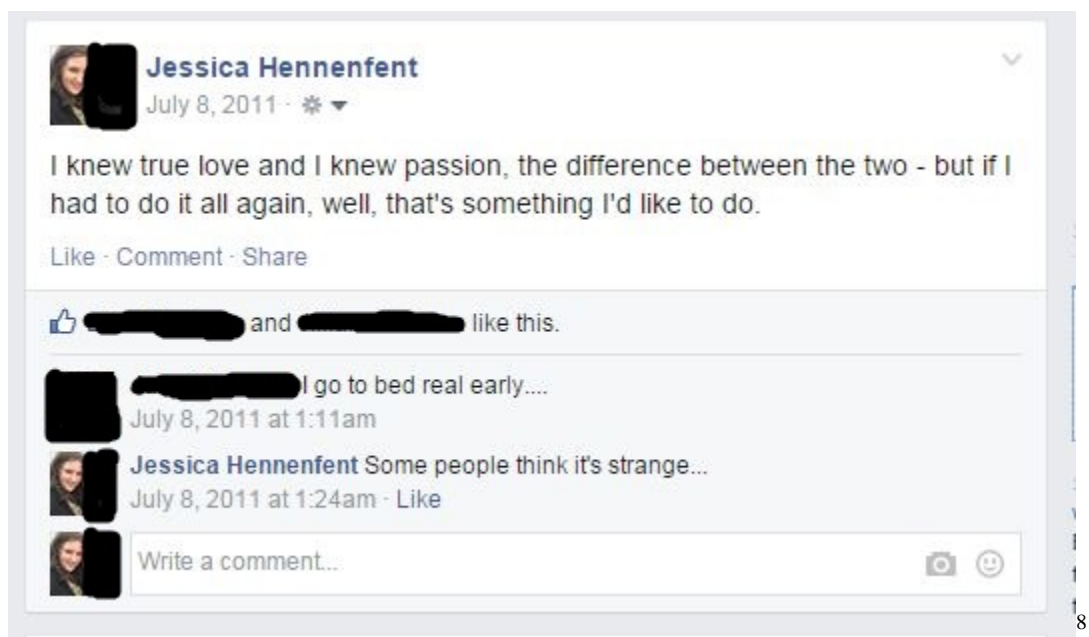 Jessica Hennenfent
July 8, 2011 ·
I knew true love and I knew passion, the difference between the two - but if I
had to do it all again, well, that's something I'd like to do.
Like · Comment · Share
and like this.
I go to bed real early....
July 8, 2011 at 1:11am
Jessica Hennenfent Some people think it's strange...
July 8, 2011 at 1:24am · Like
Write a comment...
8